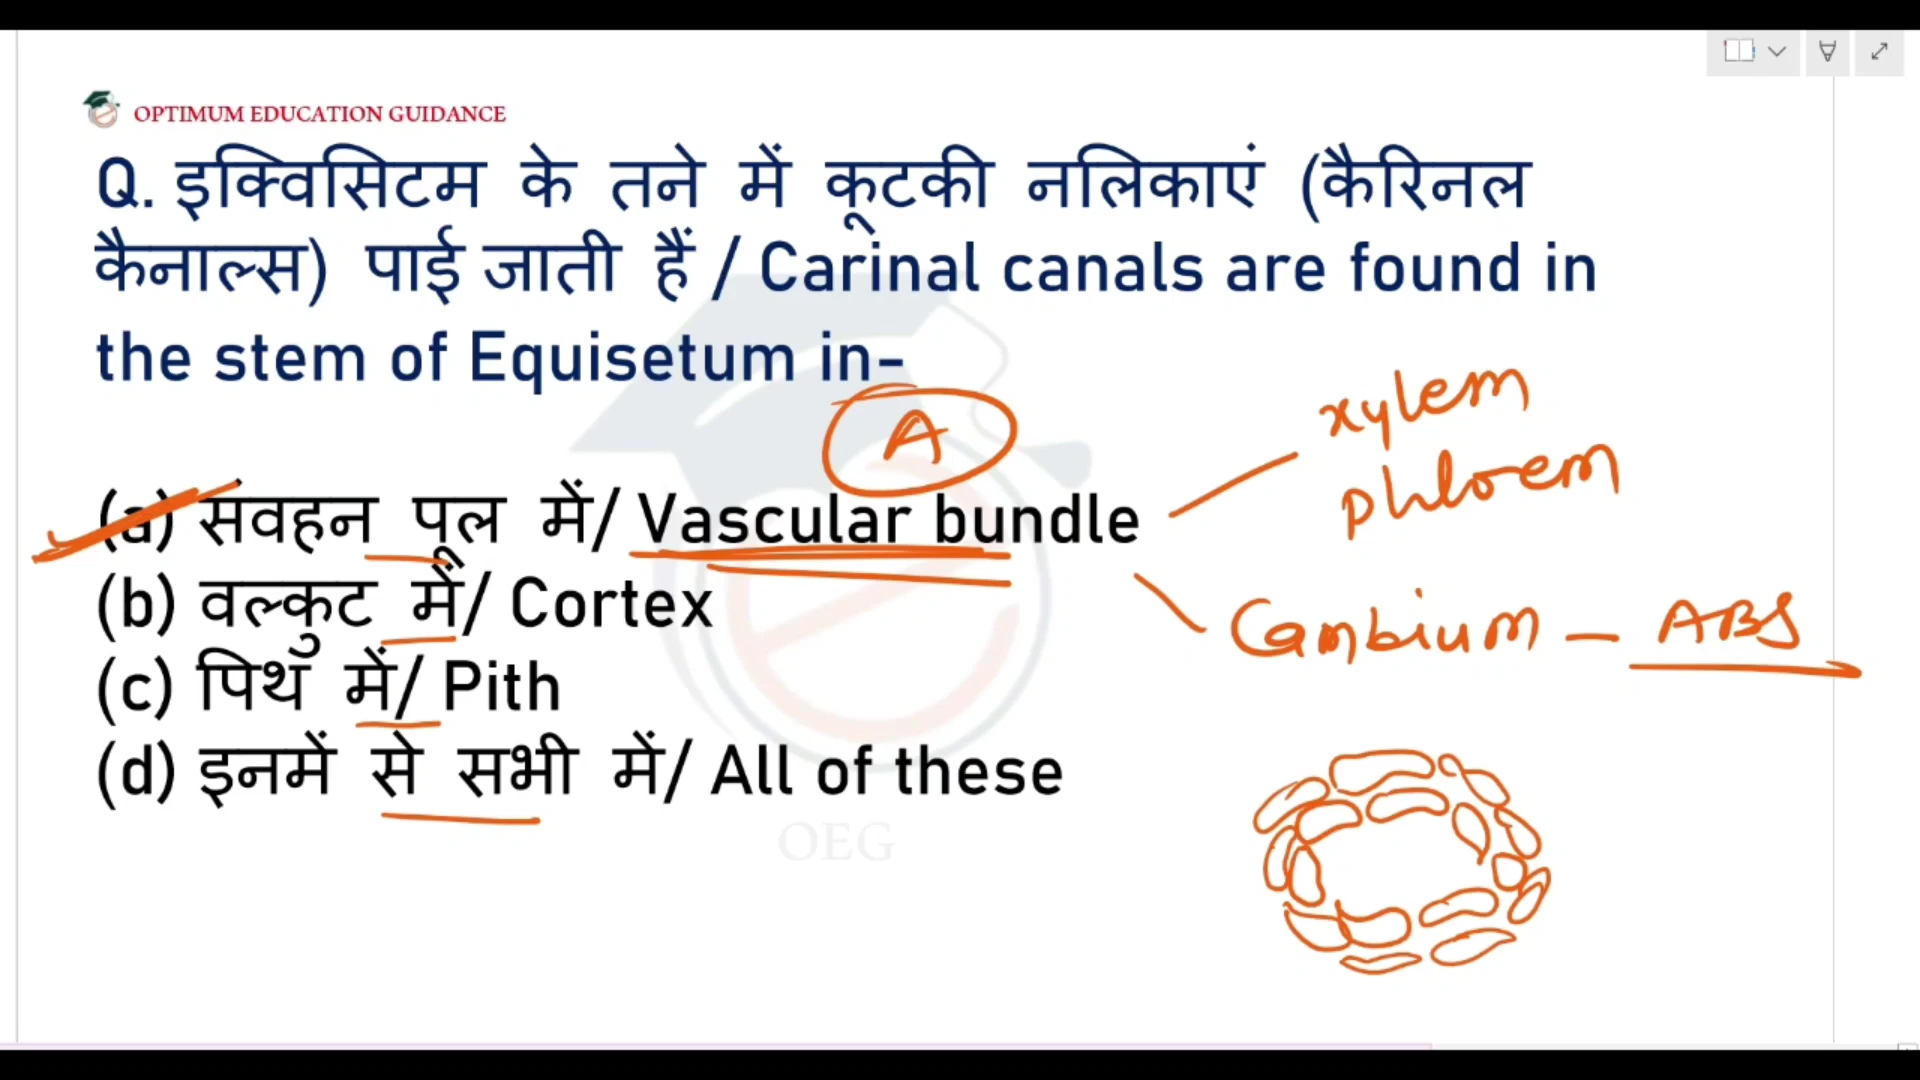 OPTIMUM EDUCATION GUIDANCE
Q. इक्विसिटम के तने में कूटकी नलिकाएं (कैरिनल
कैनाल्स) पाई जाती हैं / Carinal canals are found in
the stem of Equisetum in-
A
xylem
phloem
(a) संवहन पूल में/ Vascular bundle
(b) वल्कुट में/ Cortex
Cambium - ABS
(c) पिथ में/ Pith
(d) इनमें से सभी में/ All of these
OEG